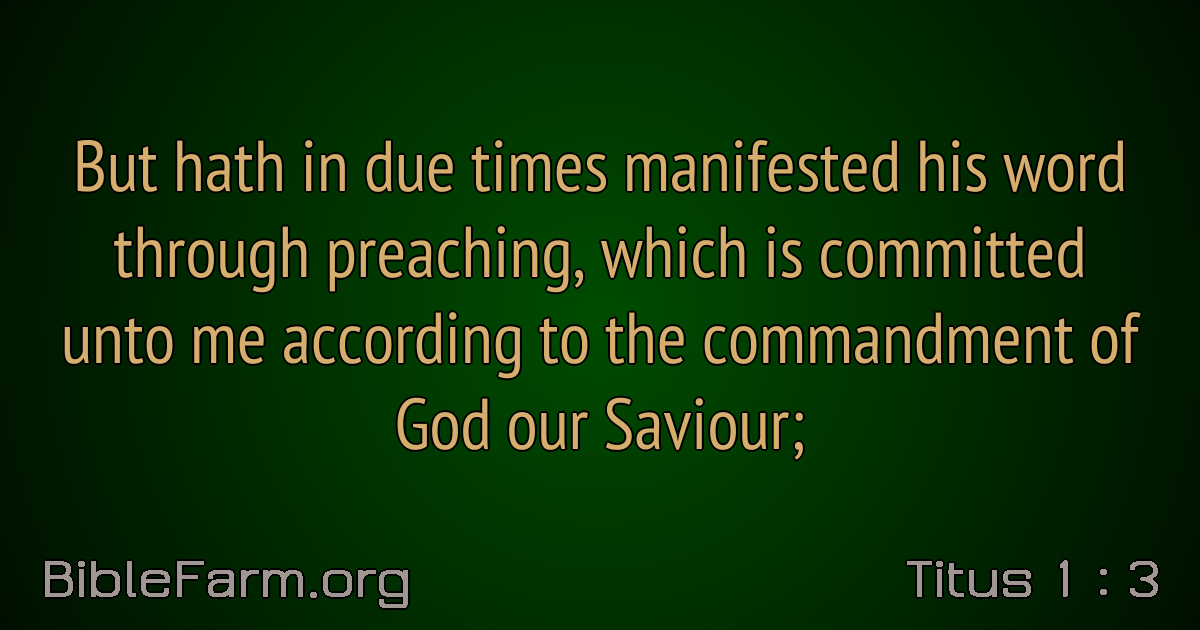 But hath in due times manifested his word
through preaching, which is committed
unto me according to the commandment of
God our Saviour;
BibleFarm.org
Titus 1 : 3